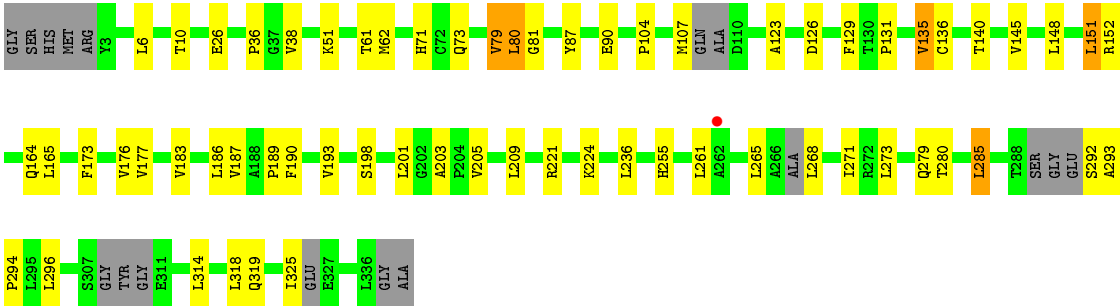 GLY SER HIS MET ARG Y3 L6 T10 E26 P36 G37 V38 K51 T61 M62 H71 C72 Q73 V79 L80 G81 Y87 E90 P104 M107 GLN ALA D110 A123 D126 F129 T130 P131 V135 C136 T140 V145 L148 L151 R152
Q164 L165 F173 V176 V177 V183 L186 V187 A188 P189 F190 V193 S198 L201 G202 A203 P204 V205 L209 R221 K224 L236 H255 L261 A262 L265 A266 ALA L268 I271 R272 L273 Q279 T280 L285 T288 SER GLY GLU S292 A293
P294 L295 L296 S307 GLY TYR GLY E311 L314 L318 Q319 I325 GLU E327 L336 GLY ALA